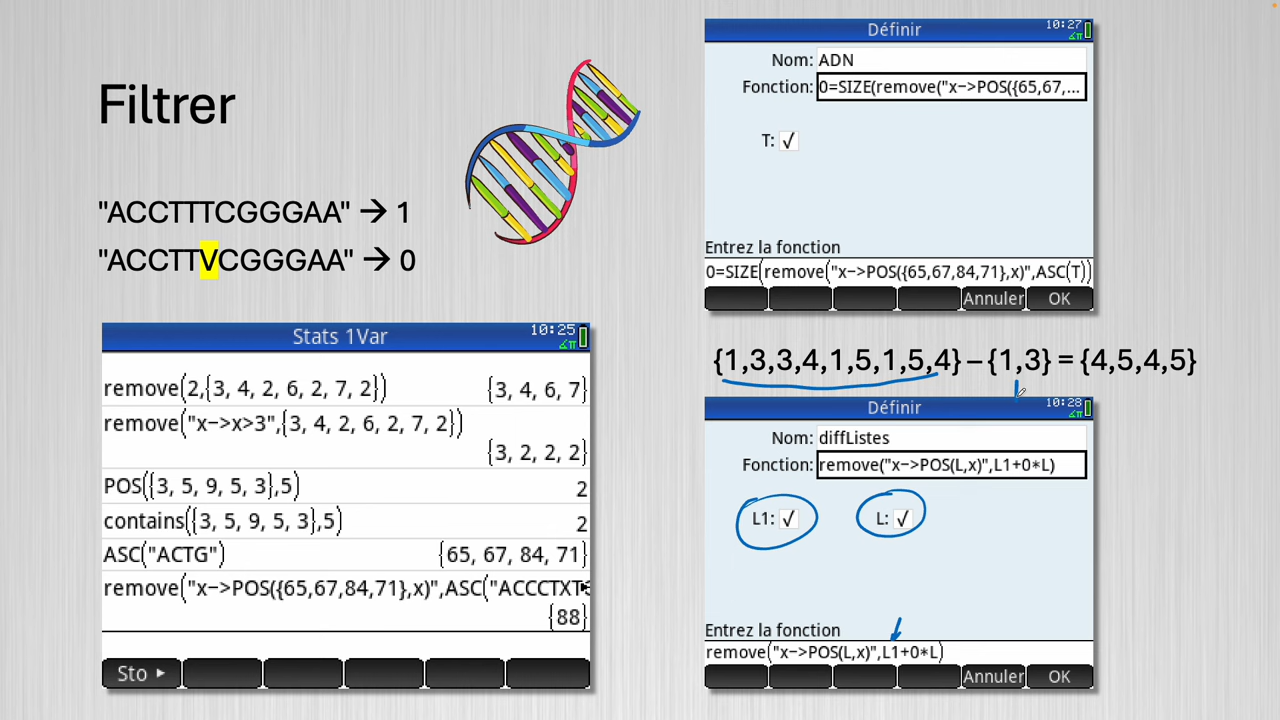 Filtrer
"ACCTTTCGGGAA" → 1
"ACCTTVCGGGAA" → 0
Stats 1Var
10:25
∡π
remove(2,{3, 4, 2, 6, 2, 7, 2})
{3, 4, 6, 7}
remove("x−>x>3",{3, 4, 2, 6, 2, 7, 2})
{3, 2, 2, 2}
POS({3, 5, 9, 5, 3},5)
2
contains({3, 5, 9, 5, 3},5)
2
ASC("ACTG")
{65, 67, 84, 71}
remove("x−>POS({65,67,84,71},x)",ASC("ACCCTXT
{88}
Sto ▸
Définir
10:27
∡π
Nom: ADN
Fonction: 0=SIZE(remove("x−>POS({65,67,...
T: ✓
Entrez la fonction
0=SIZE(remove("x−>POS({65,67,84,71},x)",ASC(T))
Annuler OK
{1,3,3,4,1,5,1,5,4} – {1,3} = {4,5,4,5}
Définir
10:28
∡π
Nom: diffListes
Fonction: remove("x−>POS(L,x)",L1+0*L)
L1: ✓ L: ✓
Entrez la fonction
remove("x−>POS(L,x)",L1+0*L)
Annuler OK